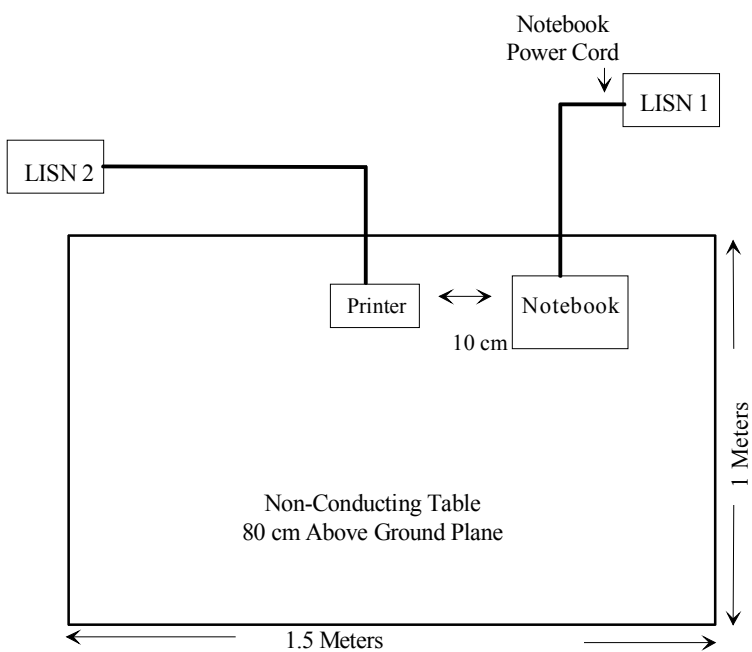 Notebook
Power Cord
LISN 1
LISN 2
Printer
Notebook
10 cm
1 Meters
Non-Conducting Table
80 cm Above Ground Plane
1.5 Meters